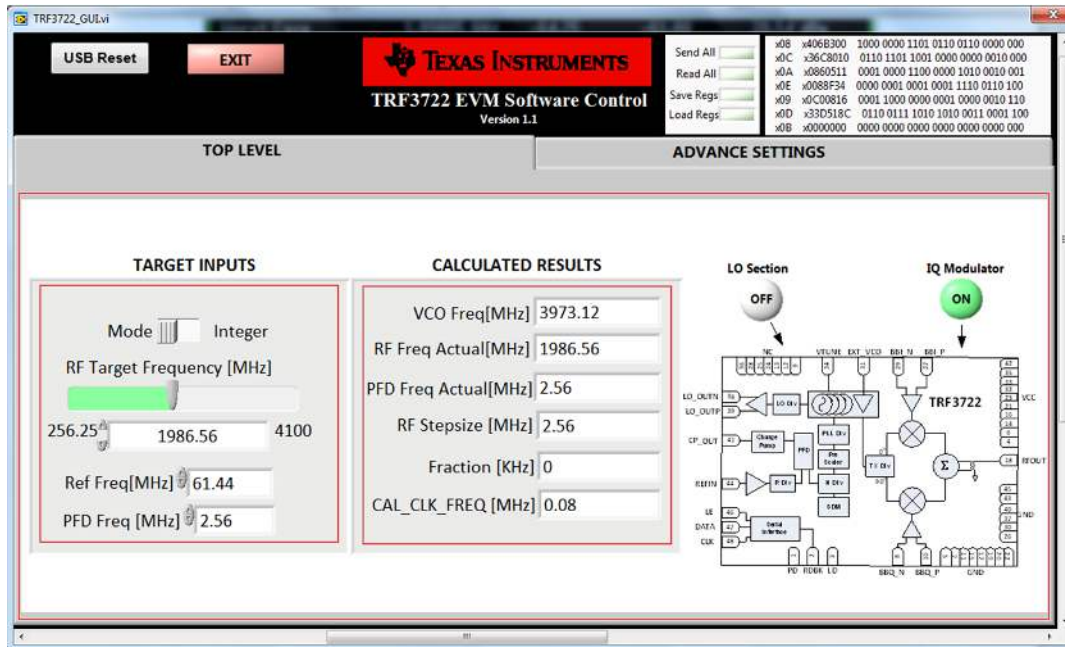 TRF3722_GUI.vi
USB Reset
EXIT
TEXAS INSTRUMENTS
TRF3722 EVM Software Control
Version 1.1
Send All
Read All
Save Regs
Load Regs
x08 x406B300 1000 0000 1101 0110 0110 0000 000
x0C x36C8010 0110 1101 1001 0000 0000 0010 000
x0A x0860511 0001 0000 1100 0000 1010 0010 001
x0E x0088F34 0000 0001 0001 0001 1110 0110 100
x09 x0C00816 0001 1000 0000 0001 0000 0010 110
x0D x33D518C 0110 0111 1010 1010 0011 0001 100
x0B x0000000 0000 0000 0000 0000 0000 0000 000
TOP LEVEL
ADVANCE SETTINGS
TARGET INPUTS
Mode Integer
RF Target Frequency [MHz]
256.25 1986.56 4100
Ref Freq[MHz] 61.44
PFD Freq [MHz] 2.56
CALCULATED RESULTS
VCO Freq[MHz] 3973.12
RF Freq Actual[MHz] 1986.56
PFD Freq Actual[MHz] 2.56
RF Stepsize [MHz] 2.56
Fraction [KHz] 0
CAL_CLK_FREQ [MHz] 0.08
LO Section
OFF
IQ Modulator
ON
NC VTUNE EXT_VCO BBI_N BBI_P
LO_OUTN
LO_OUTP
LO Div
TRF3722
VCC
CP_OUT
Charge Pump
PFD
PLL Div
Pre Scaler
TX Div
Σ
RFOUT
REFIN
R Div
N Div
SDM
LE
DATA
CLK
Serial Interface
GND
PD RDBK LD BBQ_N BBQ_P GND